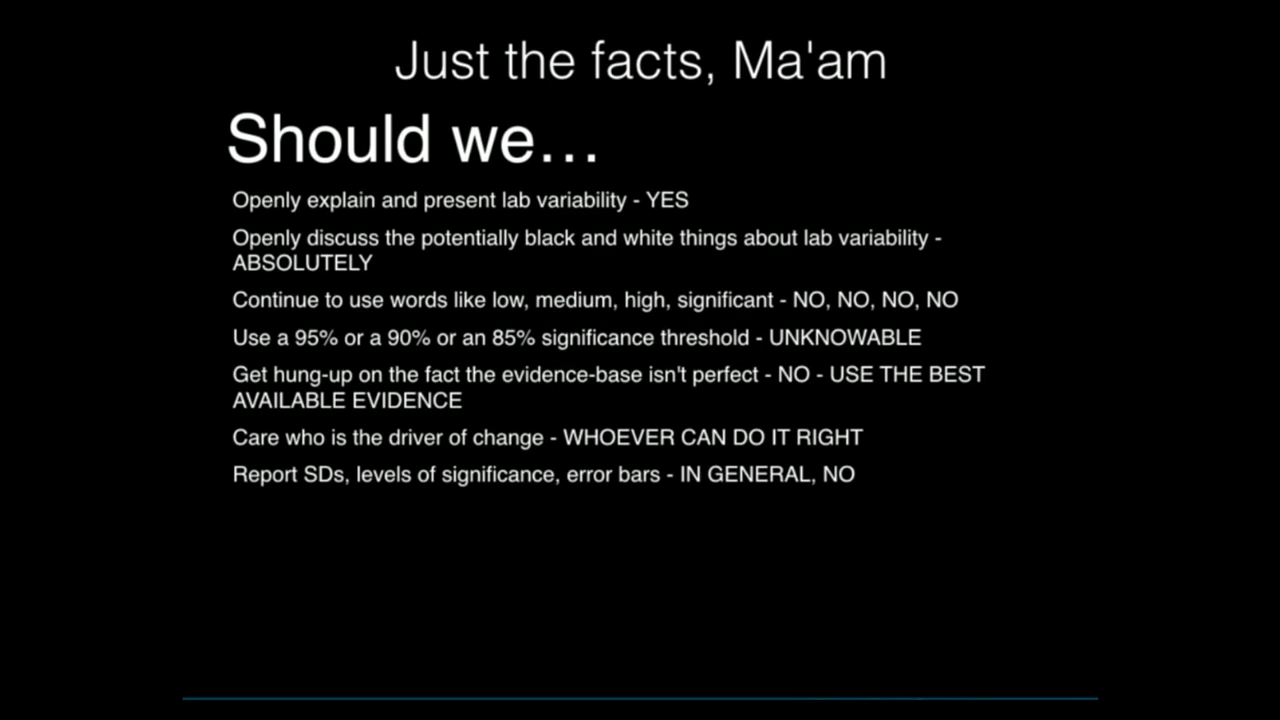 Just the facts, Ma'am
Should we...
Openly explain and present lab variability - YES
Openly discuss the potentially black and white things about lab variability -
ABSOLUTELY
Continue to use words like low, medium, high, significant - NO, NO, NO, NO
Use a 95% or a 90% or an 85% significance threshold - UNKNOWABLE
Get hung-up on the fact the evidence-base isn't perfect - NO - USE THE BEST
AVAILABLE EVIDENCE
Care who is the driver of change - WHOEVER CAN DO IT RIGHT
Report SDs, levels of significance, error bars - IN GENERAL, NO